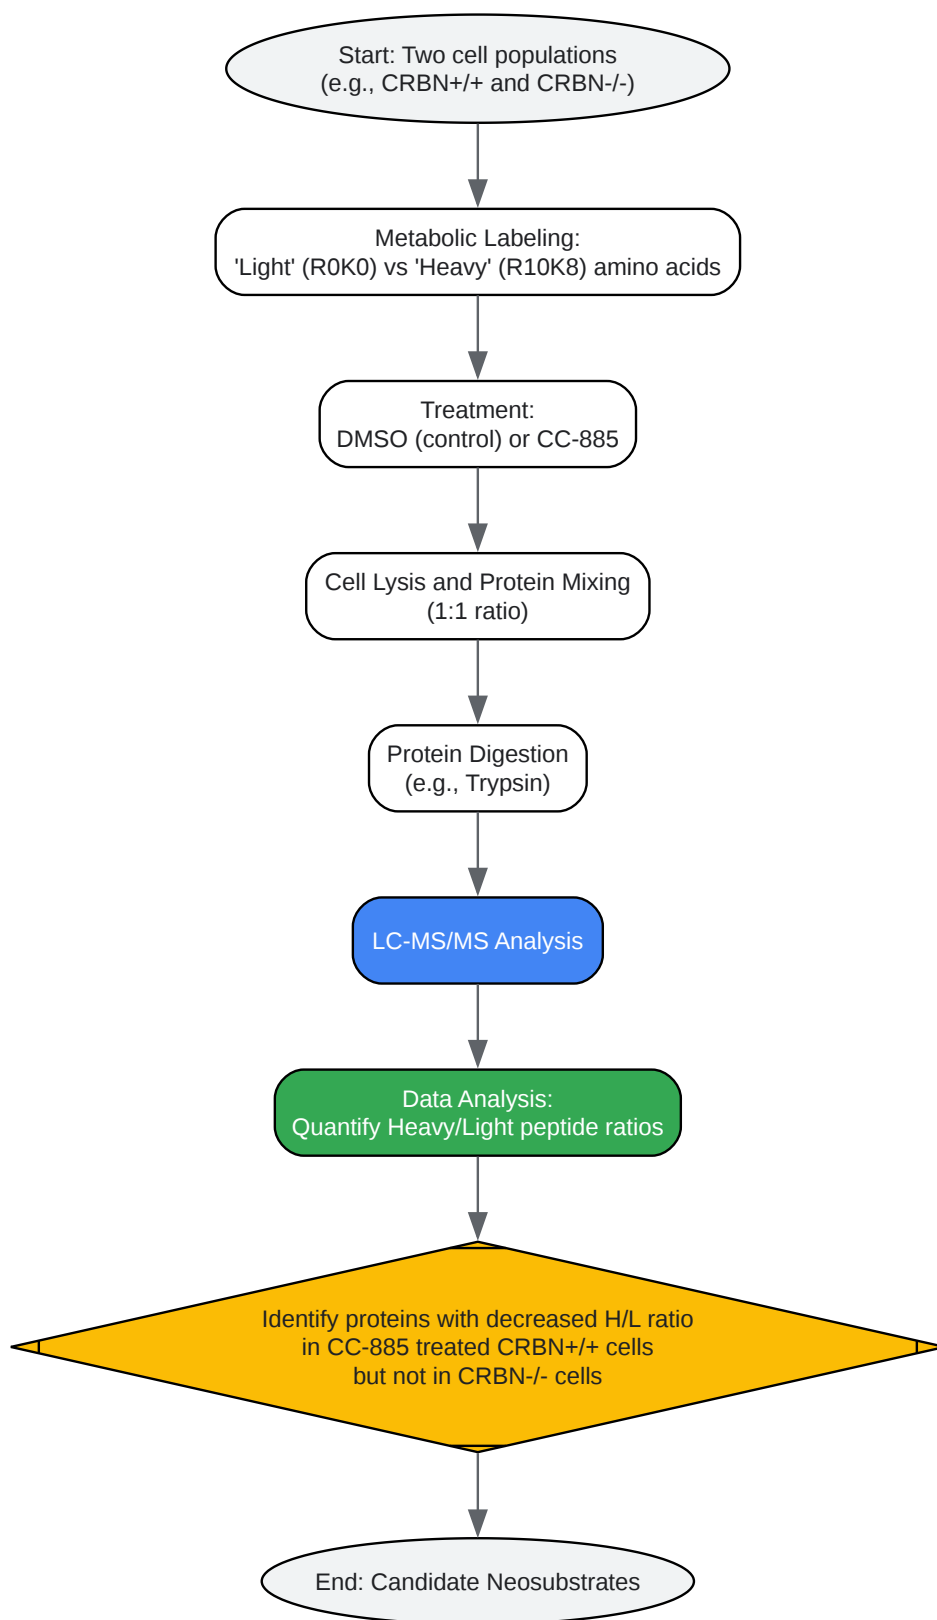 Start: Two cell populations
(e.g., CRBN+/+ and CRBN-/-)
Metabolic Labeling:
'Light' (R0K0) vs 'Heavy' (R10K8) amino acids
Treatment:
DMSO (control) or CC-885
Cell Lysis and Protein Mixing
(1:1 ratio)
Protein Digestion
(e.g., Trypsin)
LC-MS/MS Analysis
Data Analysis:
Quantify Heavy/Light peptide ratios
Identify proteins with decreased H/L ratio
in CC-885 treated CRBN+/+ cells
but not in CRBN-/- cells
End: Candidate Neosubstrates